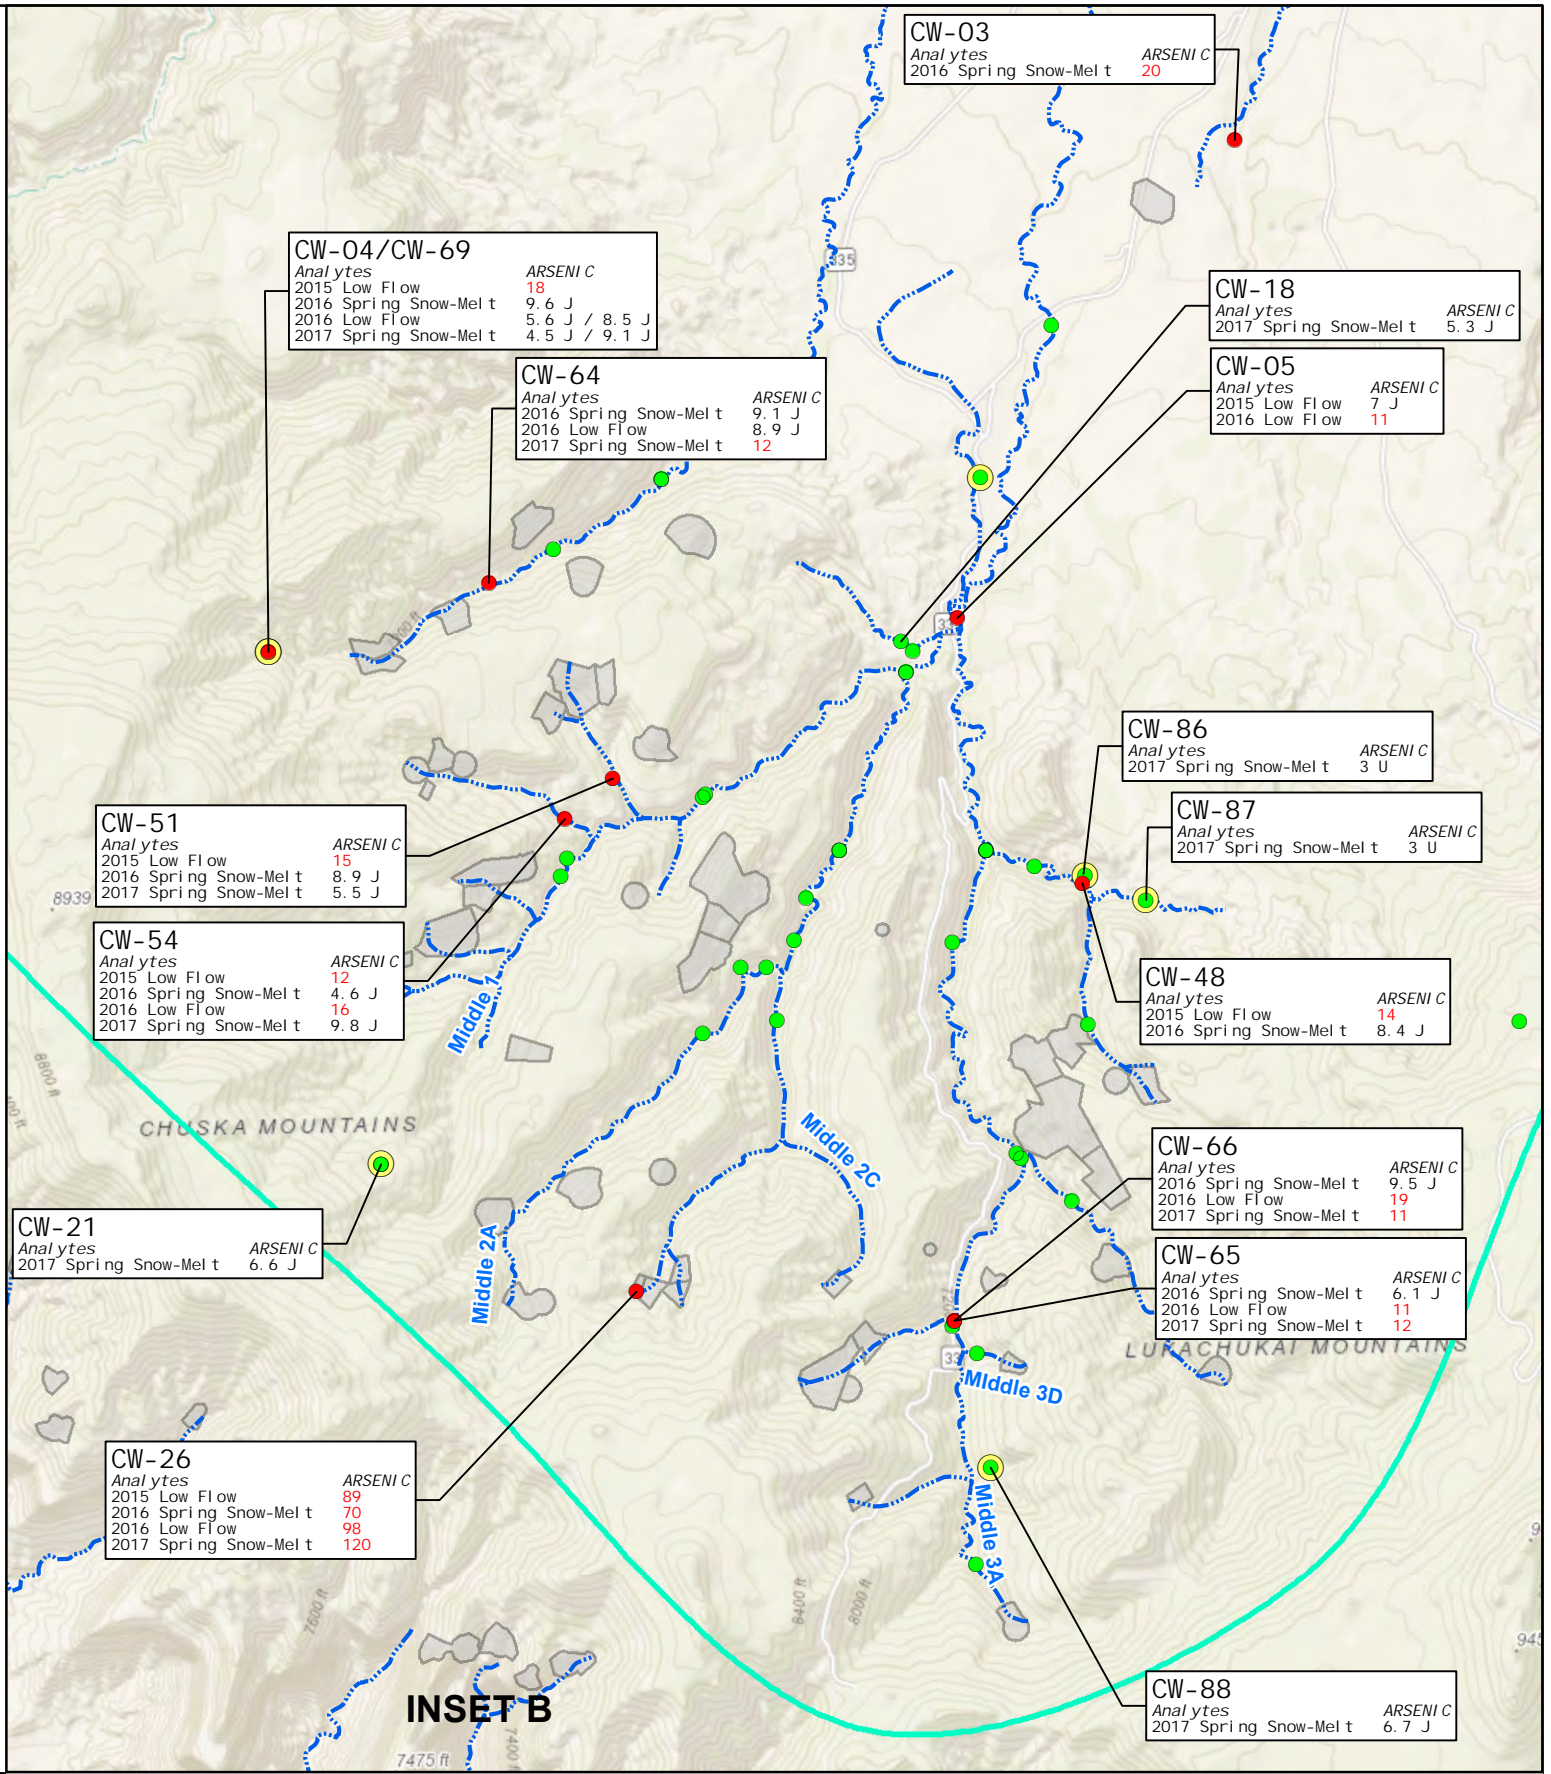 CW-03
Analytes ARSENIC
2016 Spring Snow-Melt 20
335
CW-04/CW-69
Analytes ARSENIC
2015 Low Flow 18
2016 Spring Snow-Melt 9.6 J
2016 Low Flow 5.6 J / 8.5 J
2017 Spring Snow-Melt 4.5 J / 9.1 J
CW-18
Analytes ARSENIC
2017 Spring Snow-Melt 5.3 J
CW-64
Analytes ARSENIC
2016 Spring Snow-Melt 9.1 J
2016 Low Flow 8.9 J
2017 Spring Snow-Melt 12
CW-05
Analytes ARSENIC
2015 Low Flow 7 J
2016 Low Flow 11
33
CW-86
Analytes ARSENIC
2017 Spring Snow-Melt 3 U
CW-87
Analytes ARSENIC
2017 Spring Snow-Melt 3 U
CW-51
Analytes ARSENIC
2015 Low Flow 15
2016 Spring Snow-Melt 8.9 J
2017 Spring Snow-Melt 5.5 J
8939
CW-54
Analytes ARSENIC
2015 Low Flow 12
2016 Spring Snow-Melt 4.6 J
2016 Low Flow 16
2017 Spring Snow-Melt 9.8 J
Middle 1
CW-48
Analytes ARSENIC
2015 Low Flow 14
2016 Spring Snow-Melt 8.4 J
8800 ft
CHUSKA MOUNTAINS
Middle 2C
CW-66
Analytes ARSENIC
2016 Spring Snow-Melt 9.5 J
2016 Low Flow 19
2017 Spring Snow-Melt 11
CW-21
Analytes ARSENIC
2017 Spring Snow-Melt 6.6 J
Middle 2A
CW-65
Analytes ARSENIC
2016 Spring Snow-Melt 6.1 J
2016 Low Flow 11
2017 Spring Snow-Melt 12
LUKACHUKAI MOUNTAINS
33
MIddle 3D
CW-26
Analytes ARSENIC
2015 Low Flow 89
2016 Spring Snow-Melt 70
2016 Low Flow 98
2017 Spring Snow-Melt 120
Middle 3A
7600 ft
8400 ft
8000 ft
945
CW-88
Analytes ARSENIC
2017 Spring Snow-Melt 6.7 J
INSET B
7400 ft
7475 ft